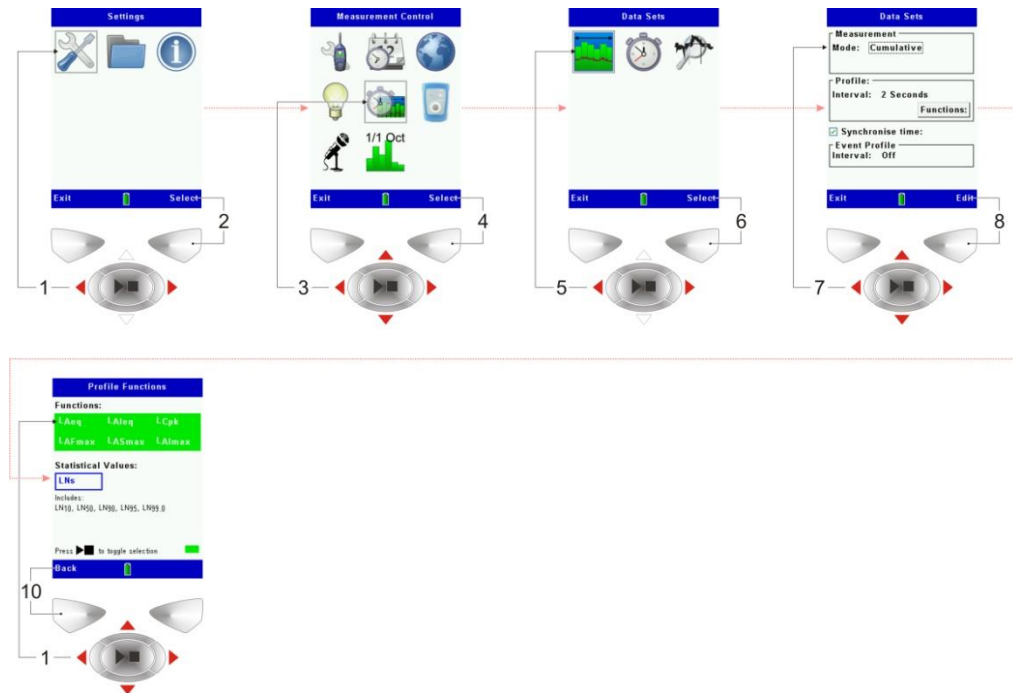 Settings
Exit
Select
2
1
Measurement Control
1/1 Oct
Exit
Select
4
3
Data Sets
Exit
Select
6
5
Data Sets
Measurement
Mode: Cumulative
Profile:
Interval: 2 Seconds
Functions:
Synchronise time:
Event Profile
Interval: Off
Exit
Edit
8
7
Profile Functions
Functions:
LAeq LAIeq LCpk
LAFmax LASmax LAImax
Statistical Values:
LNs
Includes:
LN10, LN50, LN90, LN95, LN99.0
Press to toggle selection
Back
10
1